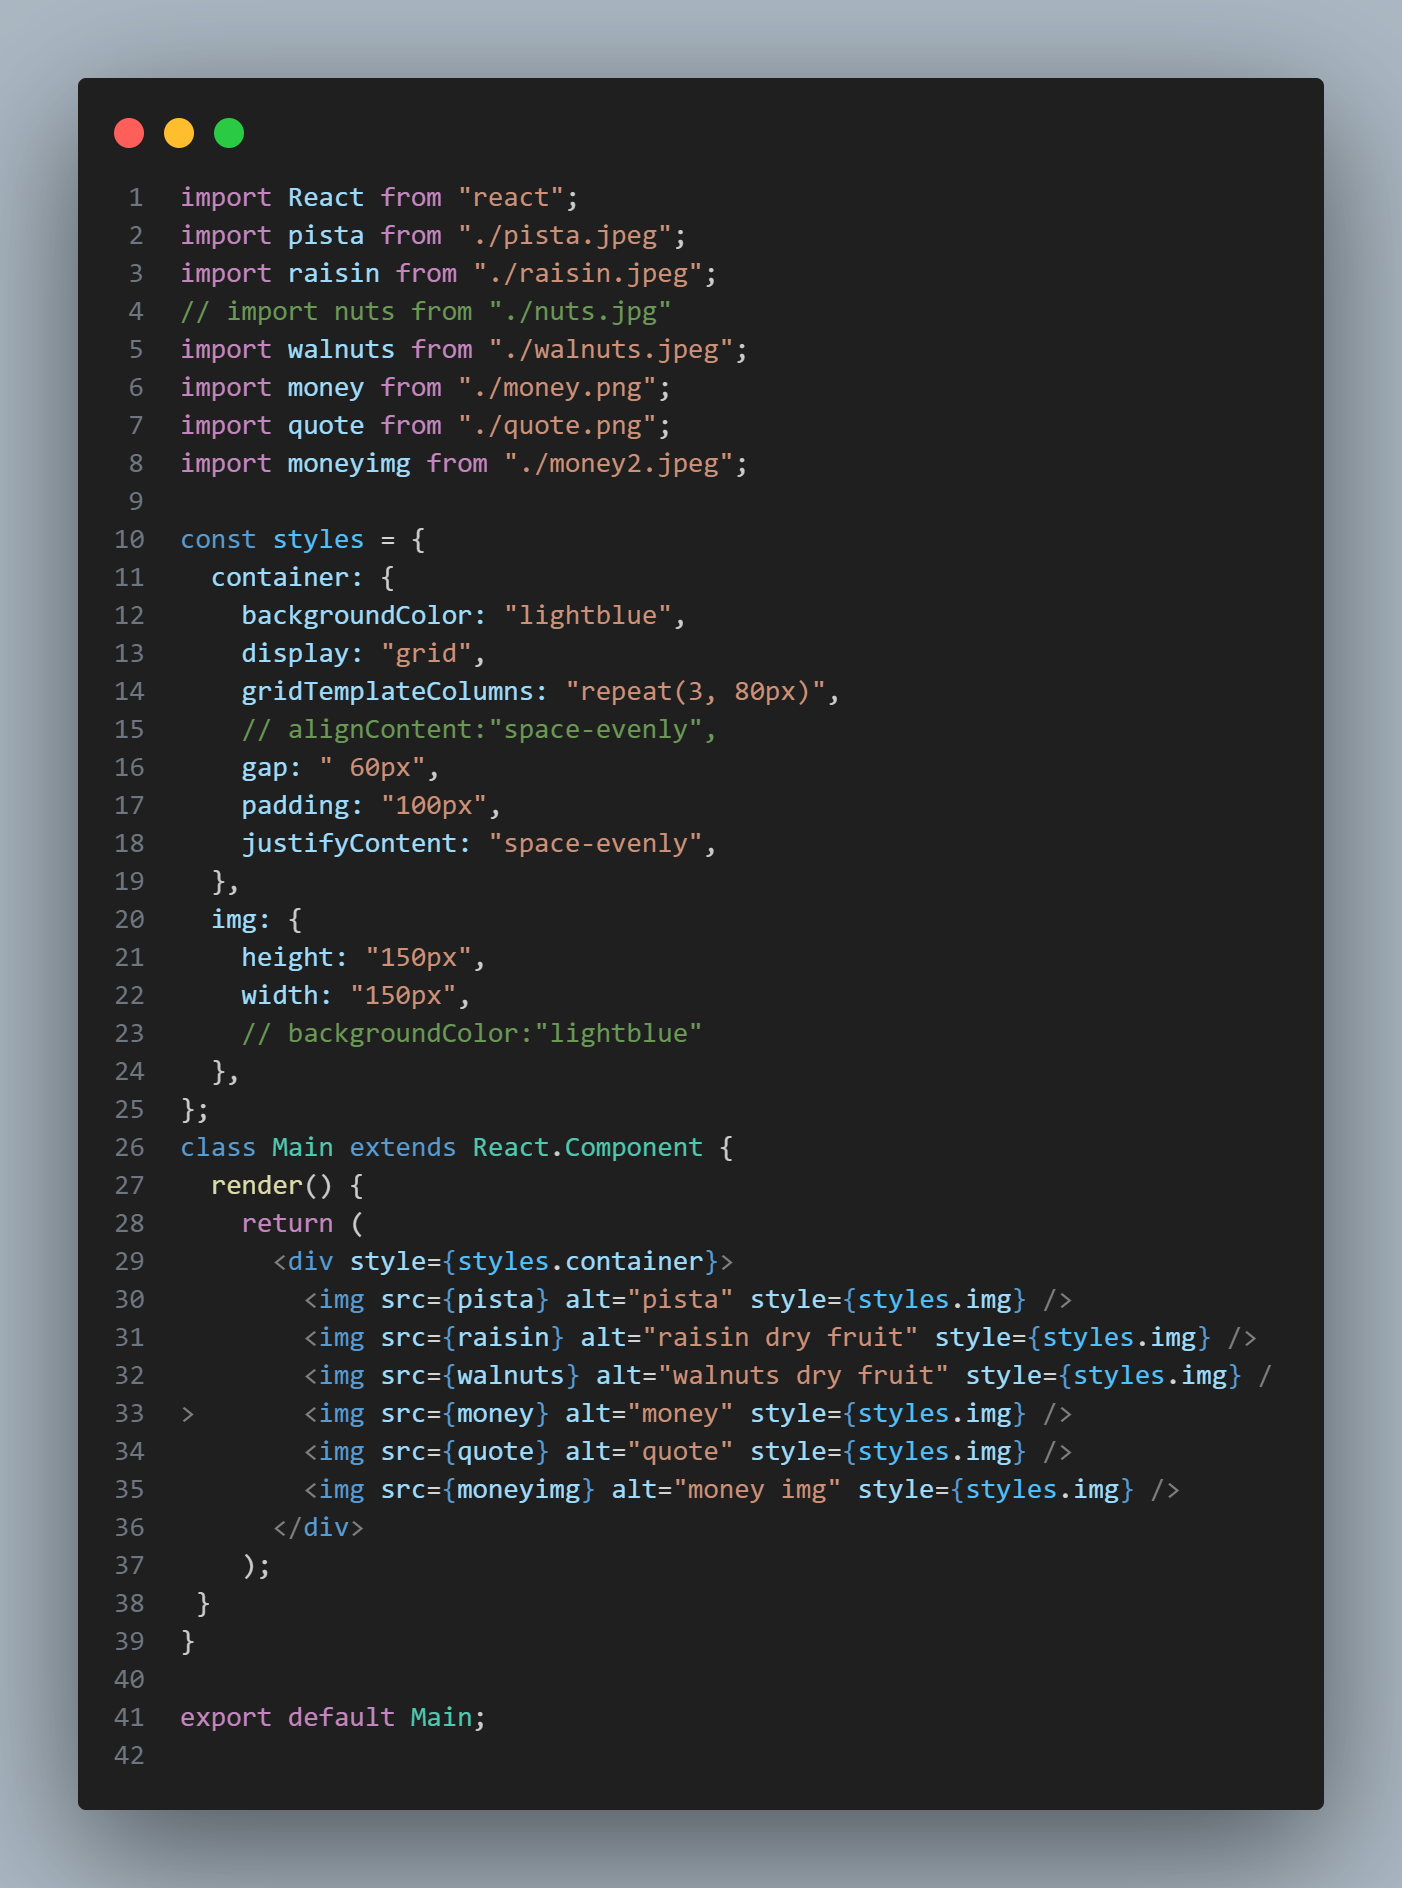 1 import React from "react";
2 import pista from "./pista.jpeg";
3 import raisin from "./raisin.jpeg";
4 // import nuts from "./nuts.jpg"
5 import walnuts from "./walnuts.jpeg";
6 import money from "./money.png";
7 import quote from "./quote.png";
8 import moneyimg from "./money2.jpeg";
9
10 const styles = {
11   container: {
12     backgroundColor: "lightblue",
13     display: "grid",
14     gridTemplateColumns: "repeat(3, 80px)",
15     // alignContent:"space-evenly",
16     gap: " 60px",
17     padding: "100px",
18     justifyContent: "space-evenly",
19   },
20   img: {
21     height: "150px",
22     width: "150px",
23     // backgroundColor:"lightblue"
24   },
25 };
26 class Main extends React.Component {
27   render() {
28     return (
29       <div style={styles.container}>
30         <img src={pista} alt="pista" style={styles.img} />
31         <img src={raisin} alt="raisin dry fruit" style={styles.img} />
32         <img src={walnuts} alt="walnuts dry fruit" style={styles.img} /
33 >       <img src={money} alt="money" style={styles.img} />
34         <img src={quote} alt="quote" style={styles.img} />
35         <img src={moneyimg} alt="money img" style={styles.img} />
36       </div>
37     );
38  }
39 }
40
41 export default Main;
42